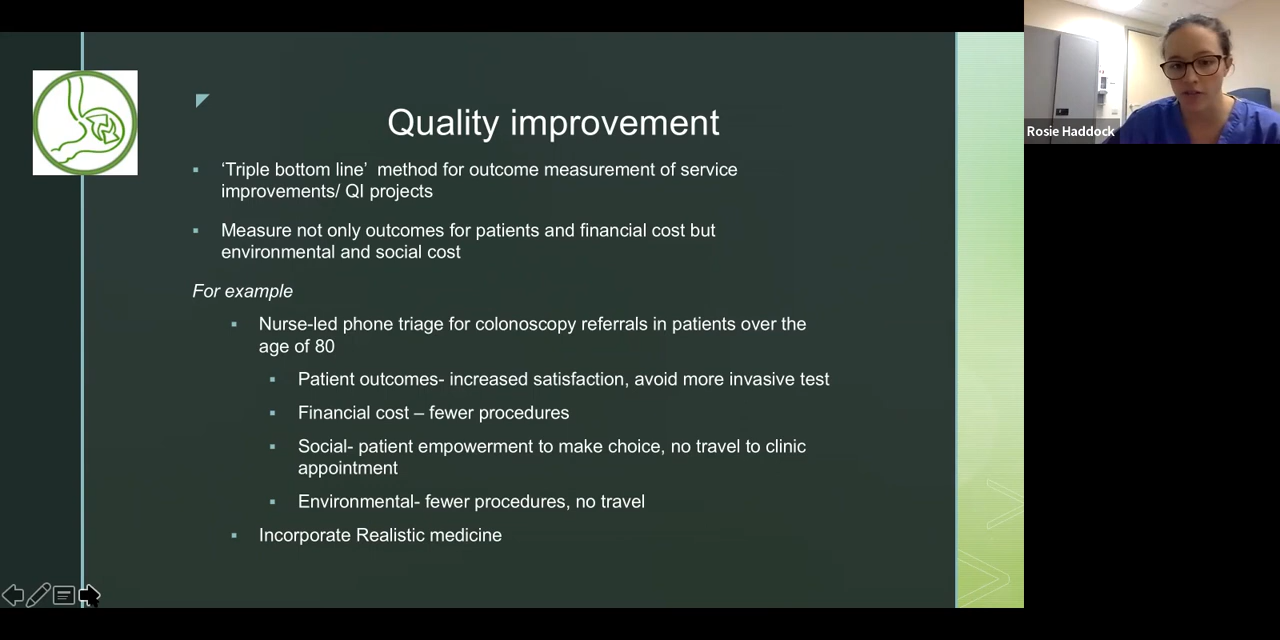 Quality improvement
‘Triple bottom line’ method for outcome measurement of service
improvements/ QI projects
Measure not only outcomes for patients and financial cost but
environmental and social cost
For example
Nurse-led phone triage for colonoscopy referrals in patients over the
age of 80
Patient outcomes- increased satisfaction, avoid more invasive test
Financial cost – fewer procedures
Social- patient empowerment to make choice, no travel to clinic
appointment
Environmental- fewer procedures, no travel
Incorporate Realistic medicine
Rosie Haddock